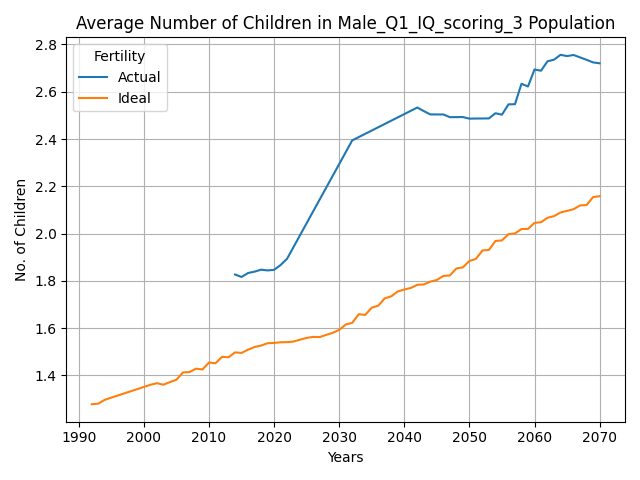 Average Number of Children in Male_Q1_IQ_scoring_3 Population
Fertility
Actual
Ideal
No. of Children
2.8
2.6
2.4
2.2
2.0
1.8
1.6
1.4
1990 2000 2010 2020 2030 2040 2050 2060 2070
Years